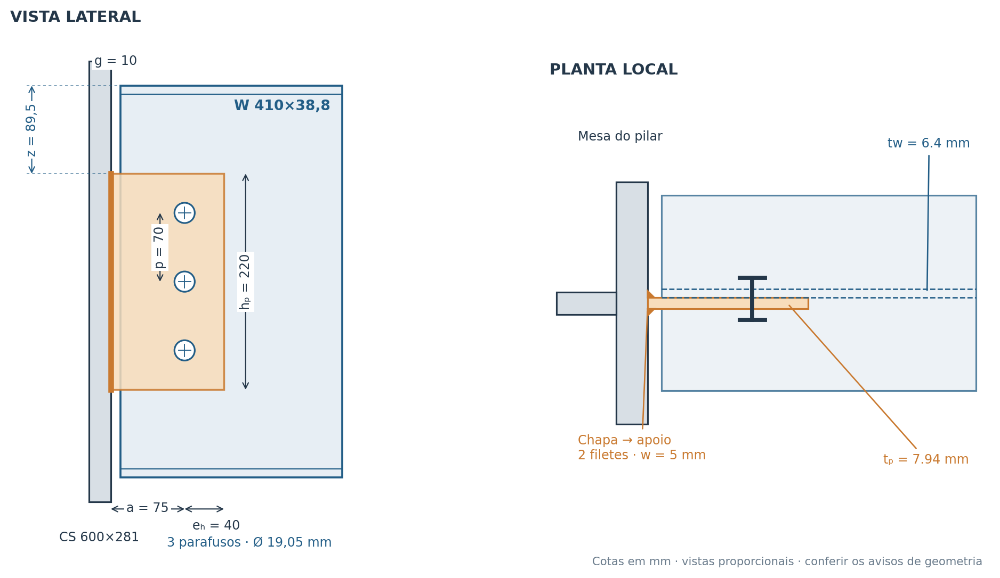 VISTA LATERAL
g = 10
W 410×38,8
z = 89,5
p = 70
hₚ = 220
a = 75
eₕ = 40
CS 600×281
3 parafusos · Ø 19,05 mm
PLANTA LOCAL
Mesa do pilar
tw = 6.4 mm
Chapa → apoio
2 filetes · w = 5 mm
tₚ = 7.94 mm
Cotas em mm · vistas proporcionais · conferir os avisos de geometria